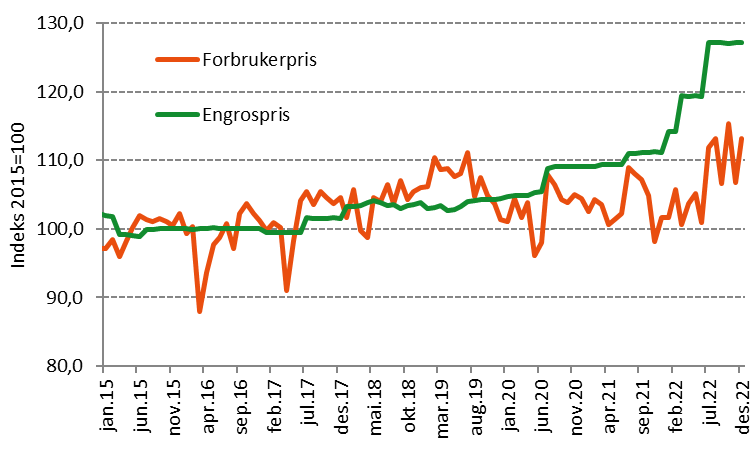 130,0
120,0
110,0
100,0
90,0
80,0
Indeks 2015=100
Forbrukerpris
Engrospris
jan.15
jun.15
nov.15
apr.16
sep.16
feb.17
jul.17
des.17
mai.18
okt.18
mar.19
aug.19
jan.20
jun.20
nov.20
apr.21
sep.21
feb.22
jul.22
des.22